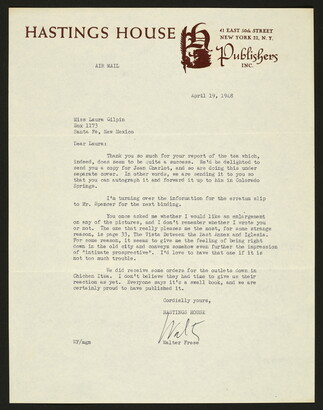 HASTINGS HOUSE
41 EAST 50th STREET
NEW YORK 22, N. Y.
Publishers
INC.
AIR MAIL
April 19, 1948
Miss Laura Gilpin
Box 1173
Santa Fe, New Mexico
Dear Laura:
Thank you so much for your report of the tea which,
indeed, does seem to be quite a success. We'd be delighted to
send you a copy for Jean Charlot, and we are doing this under
separate cover. In other words, we are sending it to you so
that you can autograph it and forward it up to him in Colorado
Springs.
I'm turning over the information for the erratum slip
to Mr. Spencer for the next binding.
You once asked me whether I would like an enlargement
on any of the pictures, and I don't remember whether I wrote you
or not. The one that really pleases me the most, for some strange
reason, is page 33, The Vista Between the East Annex and Iglesia.
For some reason, it seems to give me the feeling of being right
down in the old city and conveys somehow even further the impression
of "intimate prospective". I'd love to have that one if it is
not too much trouble.
We did receive some orders for the outlets down in
Chichen Itza. I don't believe they had time to give us their
reaction as yet. Everyone says it's a swell book, and we are
certainly proud to have published it.
Cordially yours,
HASTINGS HOUSE
Walt
Walter Frese
WF/mgm